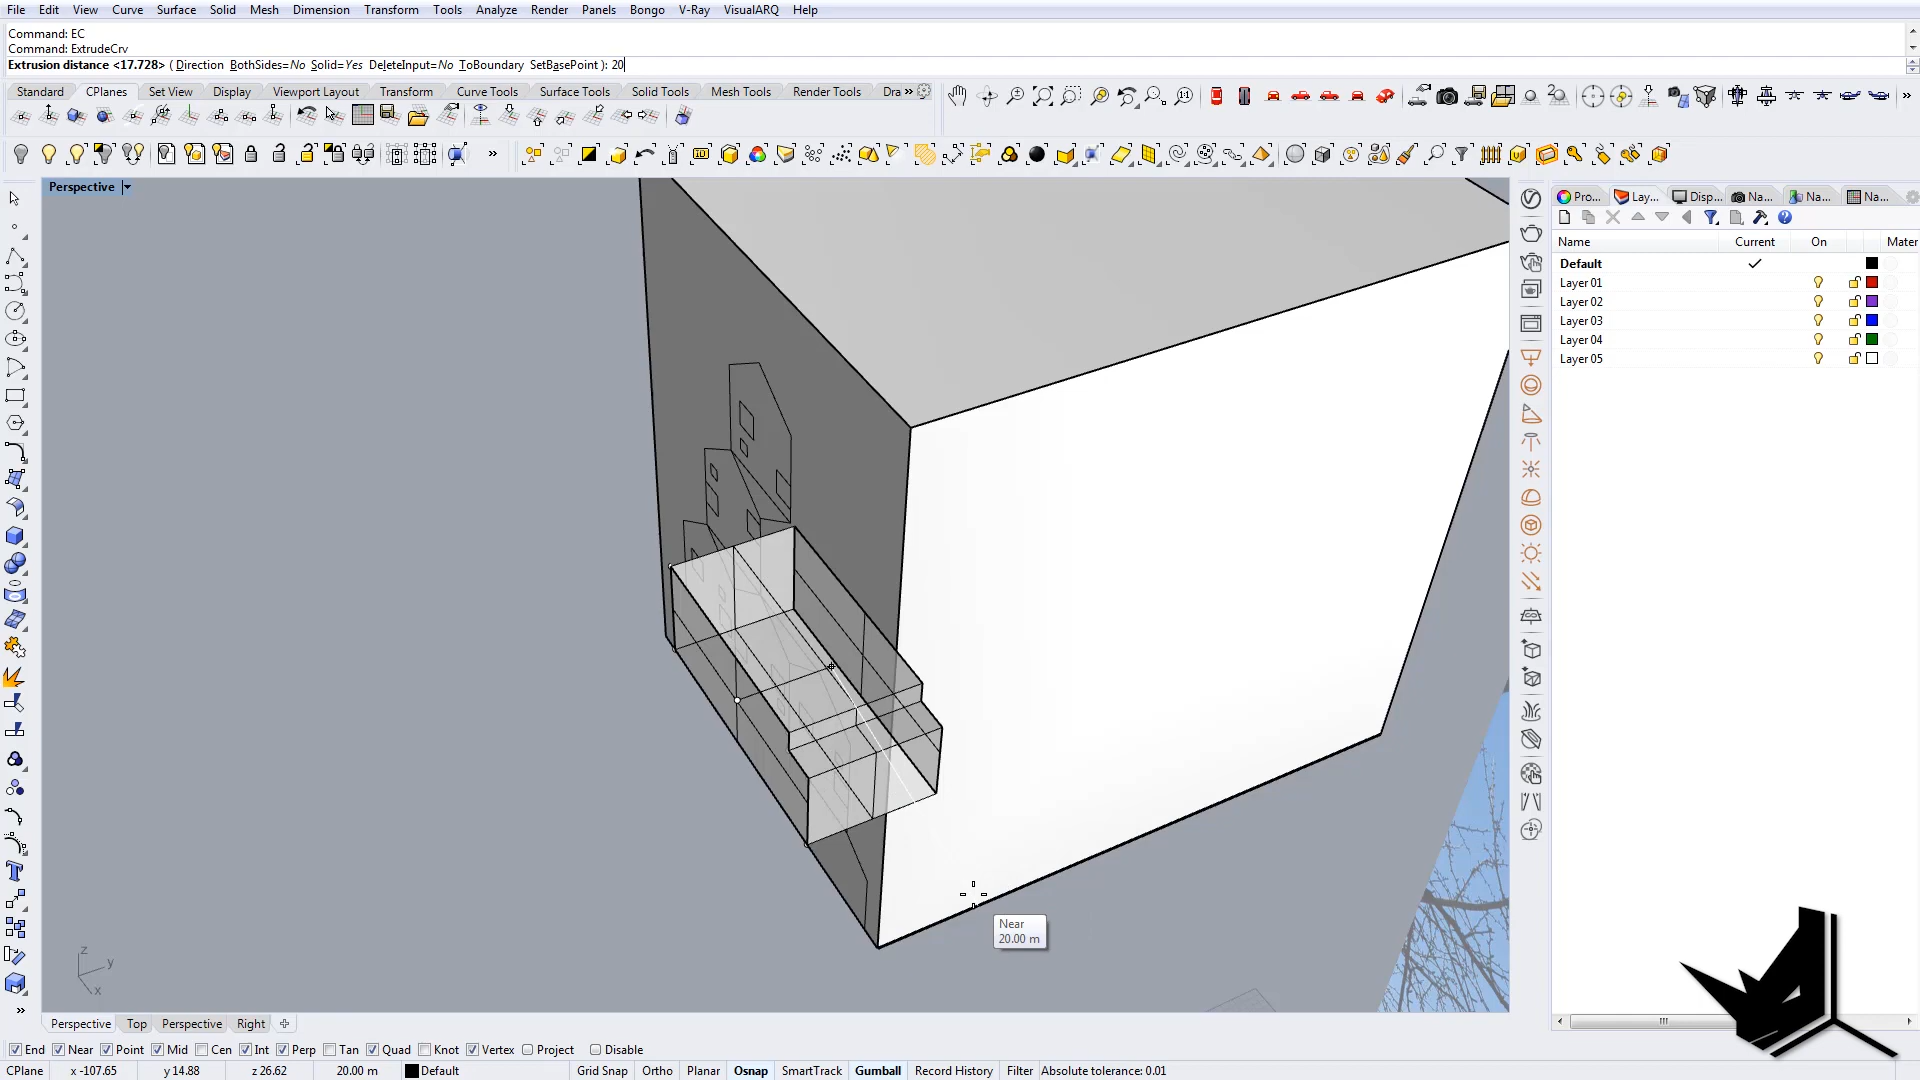 File Edit View Curve Surface Solid Mesh Dimension Transform Tools Analyze Render Panels Bongo V-Ray VisualARQ Help
Command: EC
Command: ExtrudeCrv
Extrusion distance <17.728> ( Direction BothSides=No Solid=Yes DeleteInput=No ToBoundary SetBasePoint ): 20
Standard CPlanes Set View Display Viewport Layout Transform Curve Tools Surface Tools Solid Tools Mesh Tools Render Tools Dra »
Perspective
Pro... Lay... Disp... Na... Na... Na...
Name Current On Mater
Default
Layer 01
Layer 02
Layer 03
Layer 04
Layer 05
Near
20.00 m
z
y
x
Perspective Top Perspective Right
End Near Point Mid Cen Int Perp Tan Quad Knot Vertex Project Disable
CPlane x -107.65 y 14.88 z 26.62 20.00 m Default Grid Snap Ortho Planar Osnap SmartTrack Gumball Record History Filter Absolute tolerance: 0.01